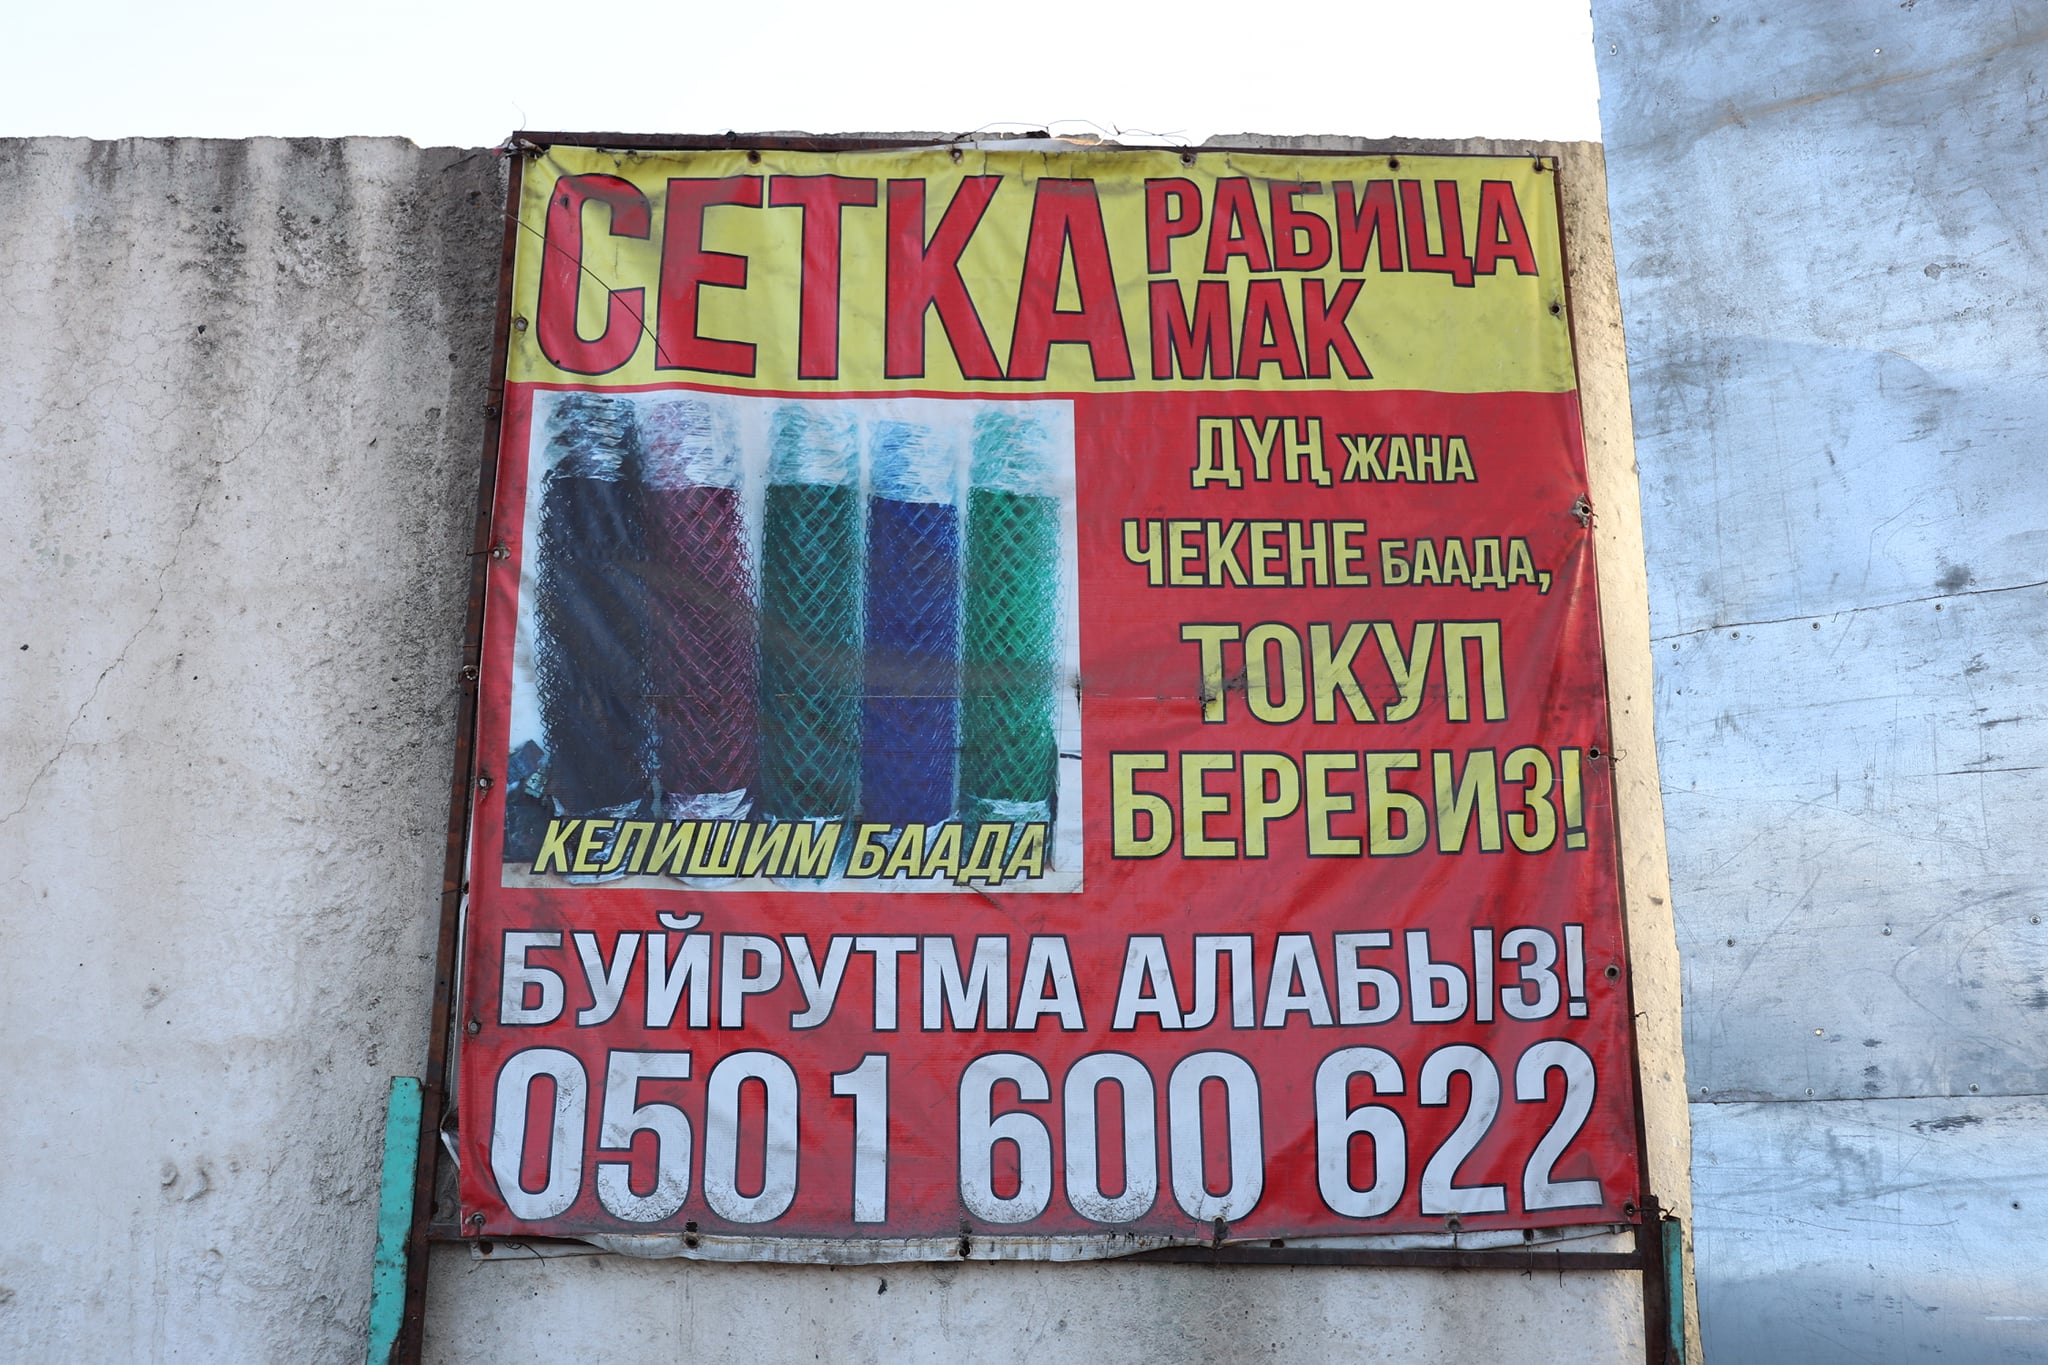 СЕТКА РАБИЦА
МАК
ДҮҢ ЖАНА
ЧЕКЕНЕ БААДА,
ТОКУП
БЕРЕБИЗ!
КЕЛИШИМ БААДА
БУЙРУТМА АЛАБЫЗ!
0501 600 622